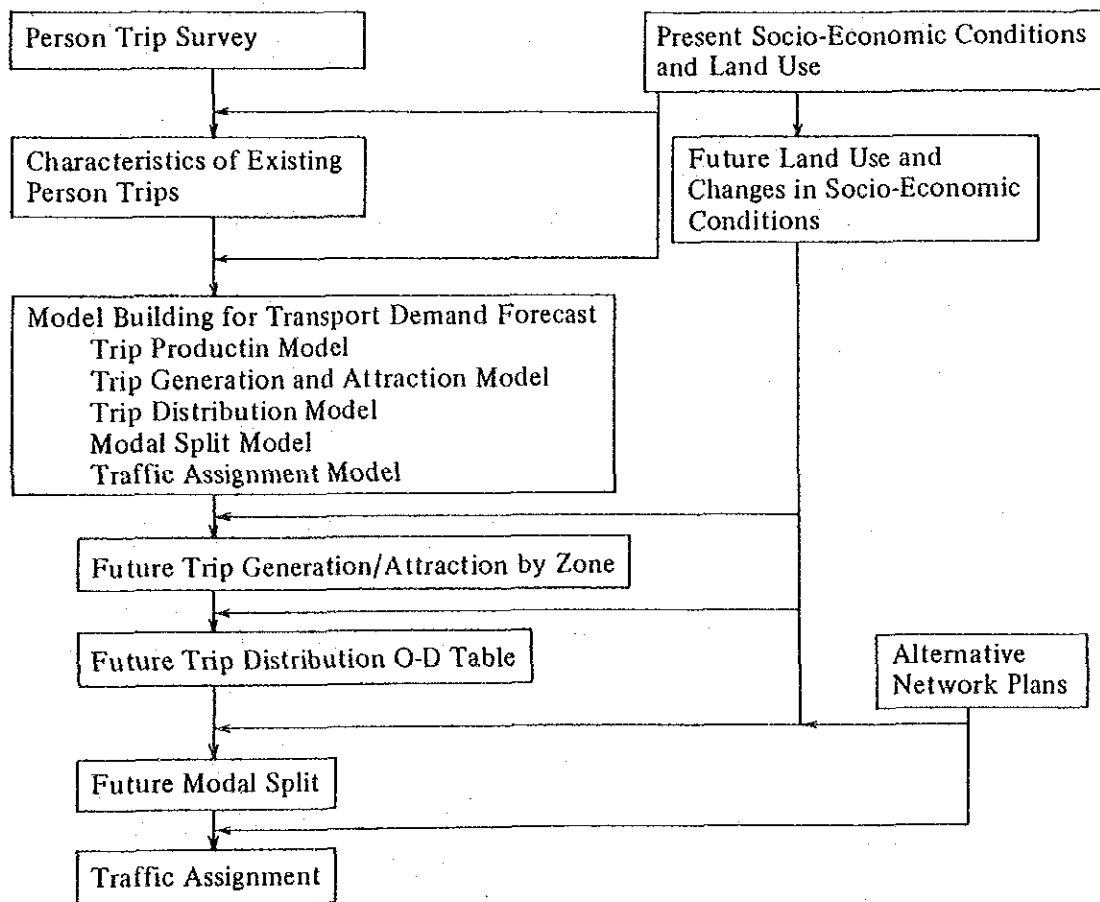 Person Trip Survey
Present Socio-Economic Conditions
and Land Use
Characteristics of Existing
Person Trips
Future Land Use and
Changes in Socio-Economic
Conditions
Model Building for Transport Demand Forecast
Trip Productin Model
Trip Generation and Attraction Model
Trip Distribution Model
Modal Split Model
Traffic Assignment Model
Future Trip Generation/Attraction by Zone
Future Trip Distribution O-D Table
Alternative
Network Plans
Future Modal Split
Traffic Assignment